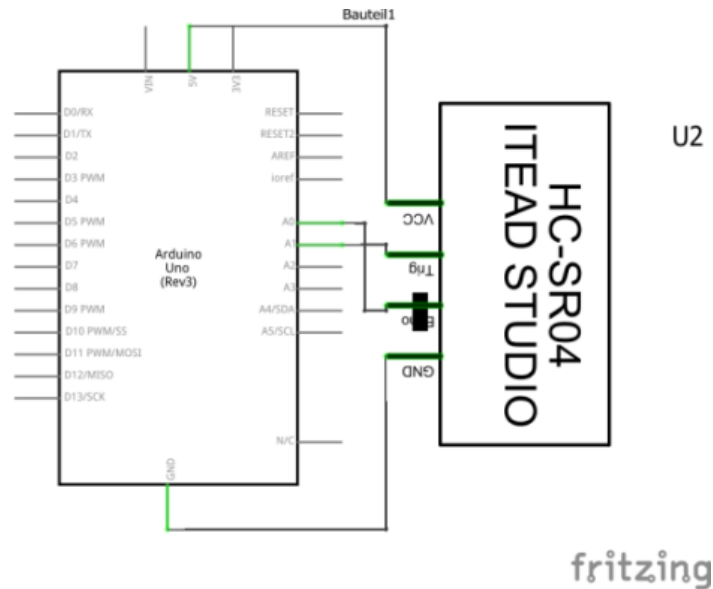 Bauteil1
VIN
5V
3V3
D0/RX
D1/TX
D2
D3 PWM
D4
D5 PWM
D6 PWM
D7
D8
D9 PWM
D10 PWM/SS
D11 PWM/MOSI
D12/MISO
D13/SCK
Arduino
Uno
(Rev3)
RESET
RESET2
AREF
ioref
A0
A1
A2
A3
A4/SDA
A5/SCL
N/C
GND
VCC
Trig
GND
HC-SR04
ITEAD STUDIO
U2
fritzing